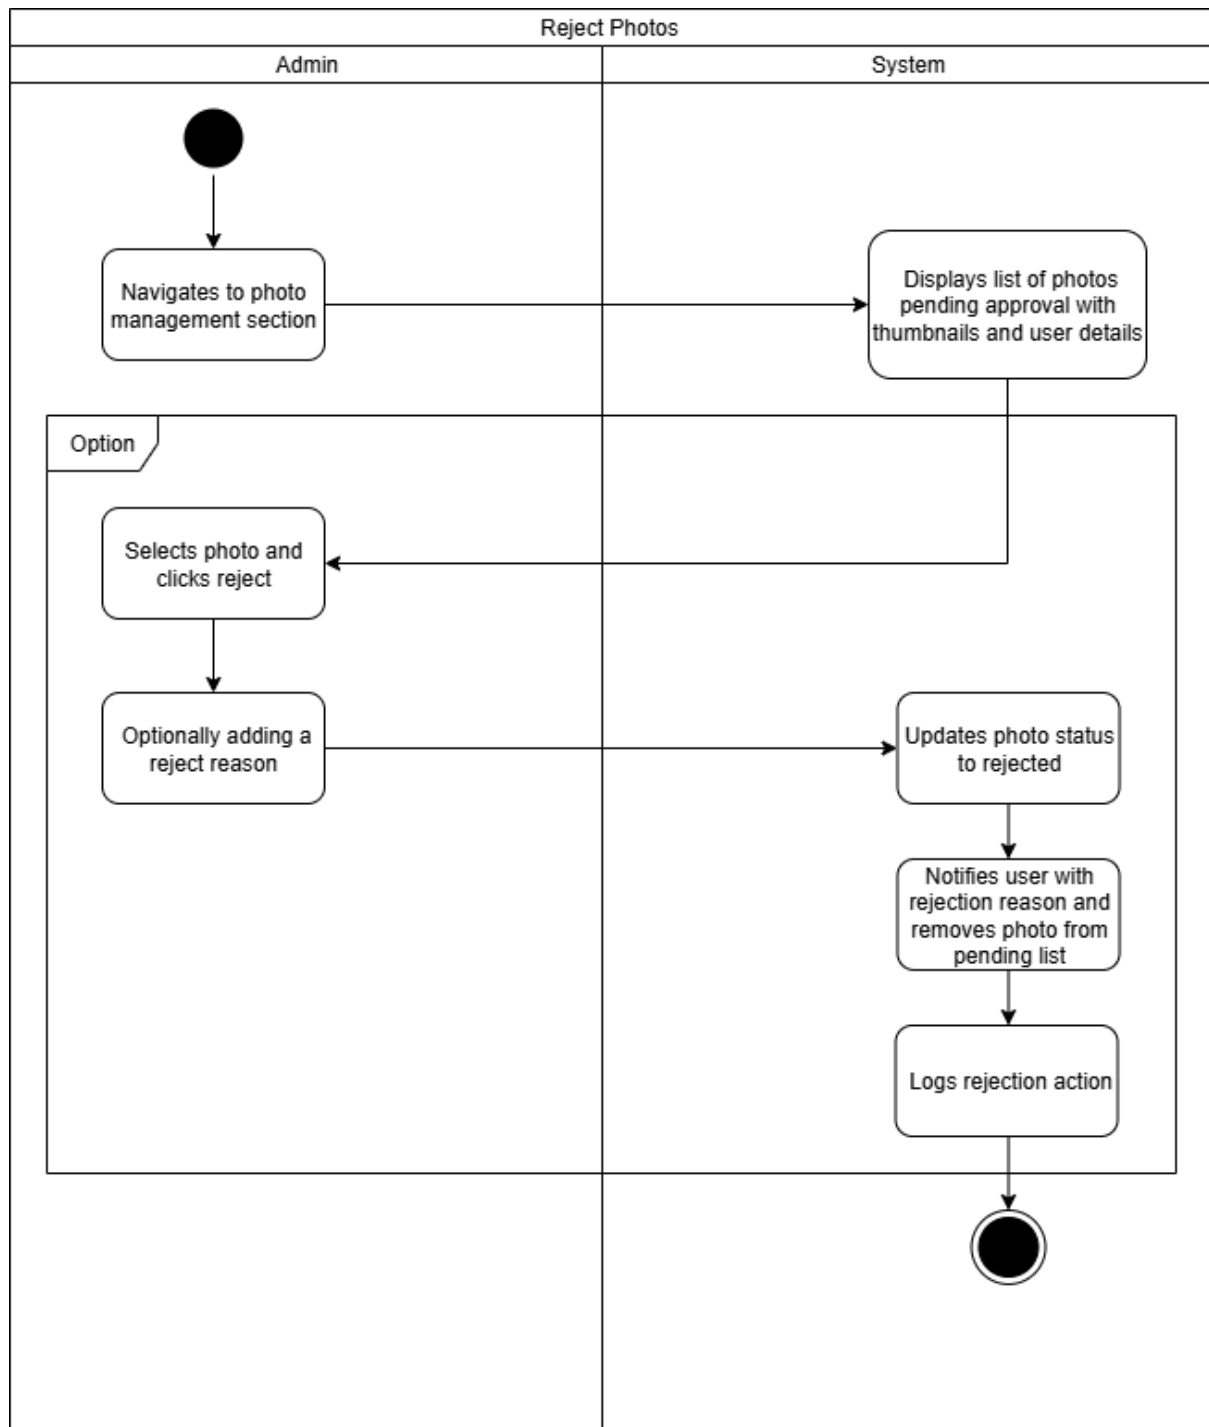 Reject Photos
Admin
System
Navigates to photo
management section
Displays list of photos
pending approval with
thumbnails and user details
Option
Selects photo and
clicks reject
Optionally adding a
reject reason
Updates photo status
to rejected
Notifies user with
rejection reason and
removes photo from
pending list
Logs rejection action